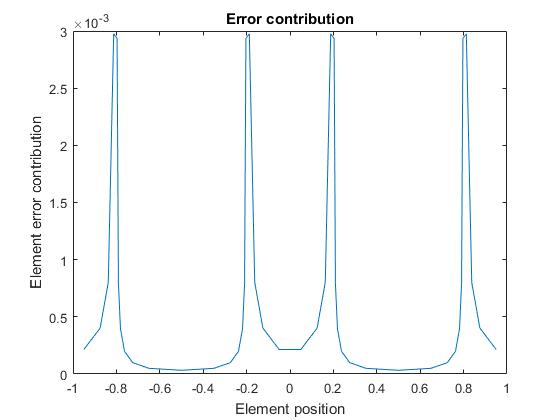 ×10^-3
Error contribution
3
2.5
2
1.5
1
0.5
0
Element error contribution
-1 -0.8 -0.6 -0.4 -0.2 0 0.2 0.4 0.6 0.8 1
Element position